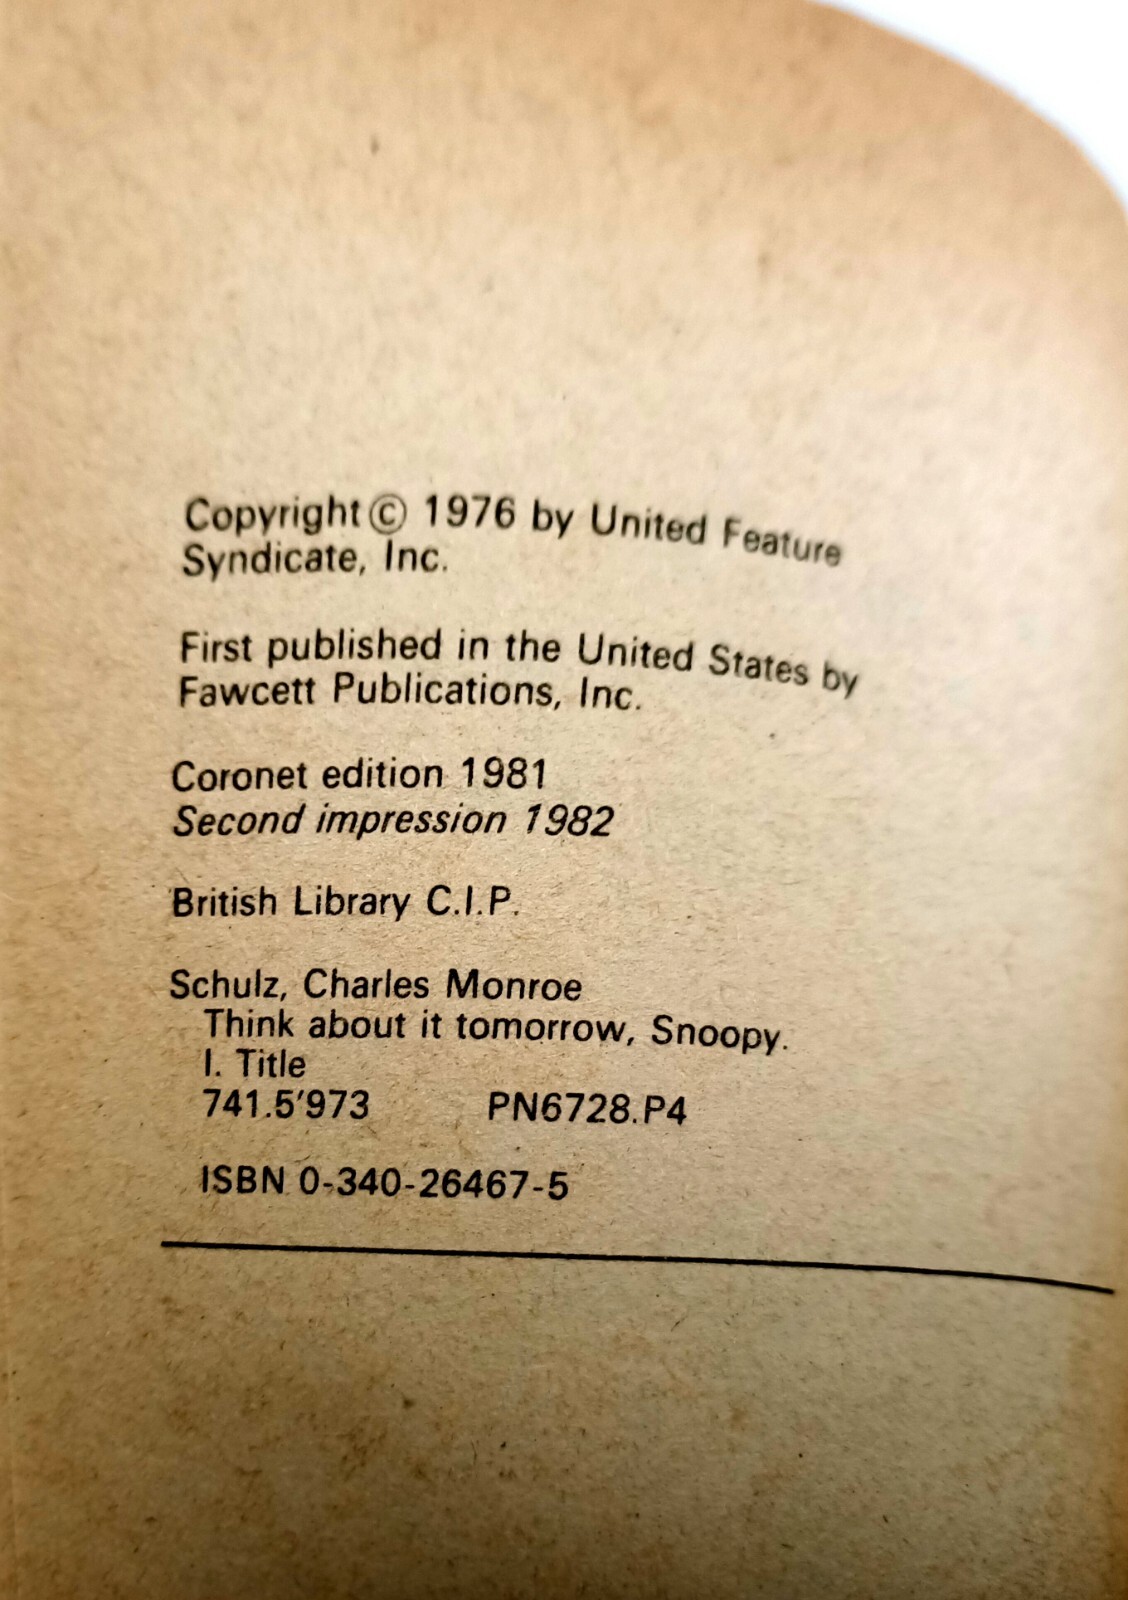 Copyright © 1976 by United Feature
Syndicate, Inc.
First published in the United States by
Fawcett Publications, Inc.
Coronet edition 1981
Second impression 1982
British Library C.I.P.
Schulz, Charles Monroe
Think about it tomorrow, Snoopy.
I. Title
741.5'973 PN6728.P4
ISBN 0-340-26467-5